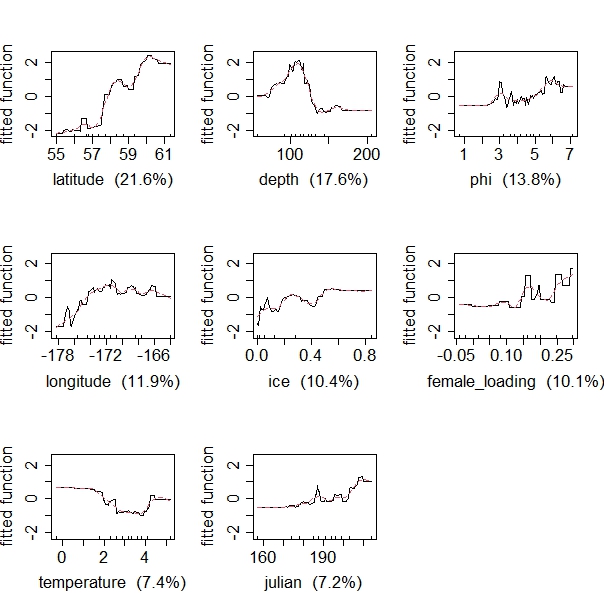 fitted function
2
0
-2
55 57 59 61
latitude (21.6%)
fitted function
2
0
-2
100 200
depth (17.6%)
fitted function
2
0
-2
1 3 5 7
phi (13.8%)
fitted function
2
0
-2
-178 -172 -166
longitude (11.9%)
fitted function
2
0
-2
0.0 0.4 0.8
ice (10.4%)
fitted function
2
0
-2
-0.05 0.10 0.25
female_loading (10.1%)
fitted function
2
0
-2
0 2 4
temperature (7.4%)
fitted function
2
0
-2
160 190
julian (7.2%)